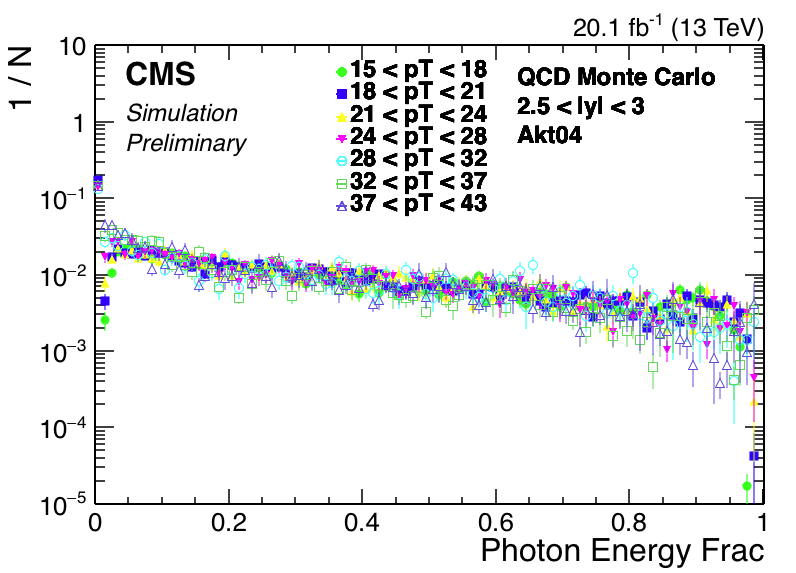 20.1 fb⁻¹ (13 TeV)
1 / N
10
1
10⁻¹
10⁻²
10⁻³
10⁻⁴
10⁻⁵
CMS
Simulation
Preliminary
15 < pT < 18
18 < pT < 21
21 < pT < 24
24 < pT < 28
28 < pT < 32
32 < pT < 37
37 < pT < 43
QCD Monte Carlo
2.5 < |y| < 3
Akt04
0 0.2 0.4 0.6 0.8 1
Photon Energy Frac